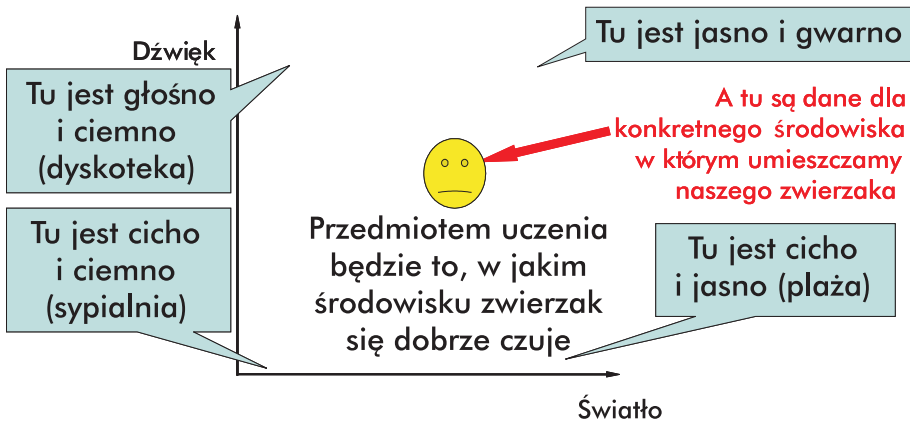 Dźwięk
Tu jest jasno i gwarno
Tu jest głośno
i ciemno
(dyskoteka)
A tu są dane dla
konkretnego środowiska
w którym umieszczamy
naszego zwierzaka
Tu jest cicho
i ciemno
(sypialnia)
Przedmiotem uczenia
będzie to, w jakim
środowisku zwierzak
się dobrze czuje
Tu jest cicho
i jasno (plaża)
Światło